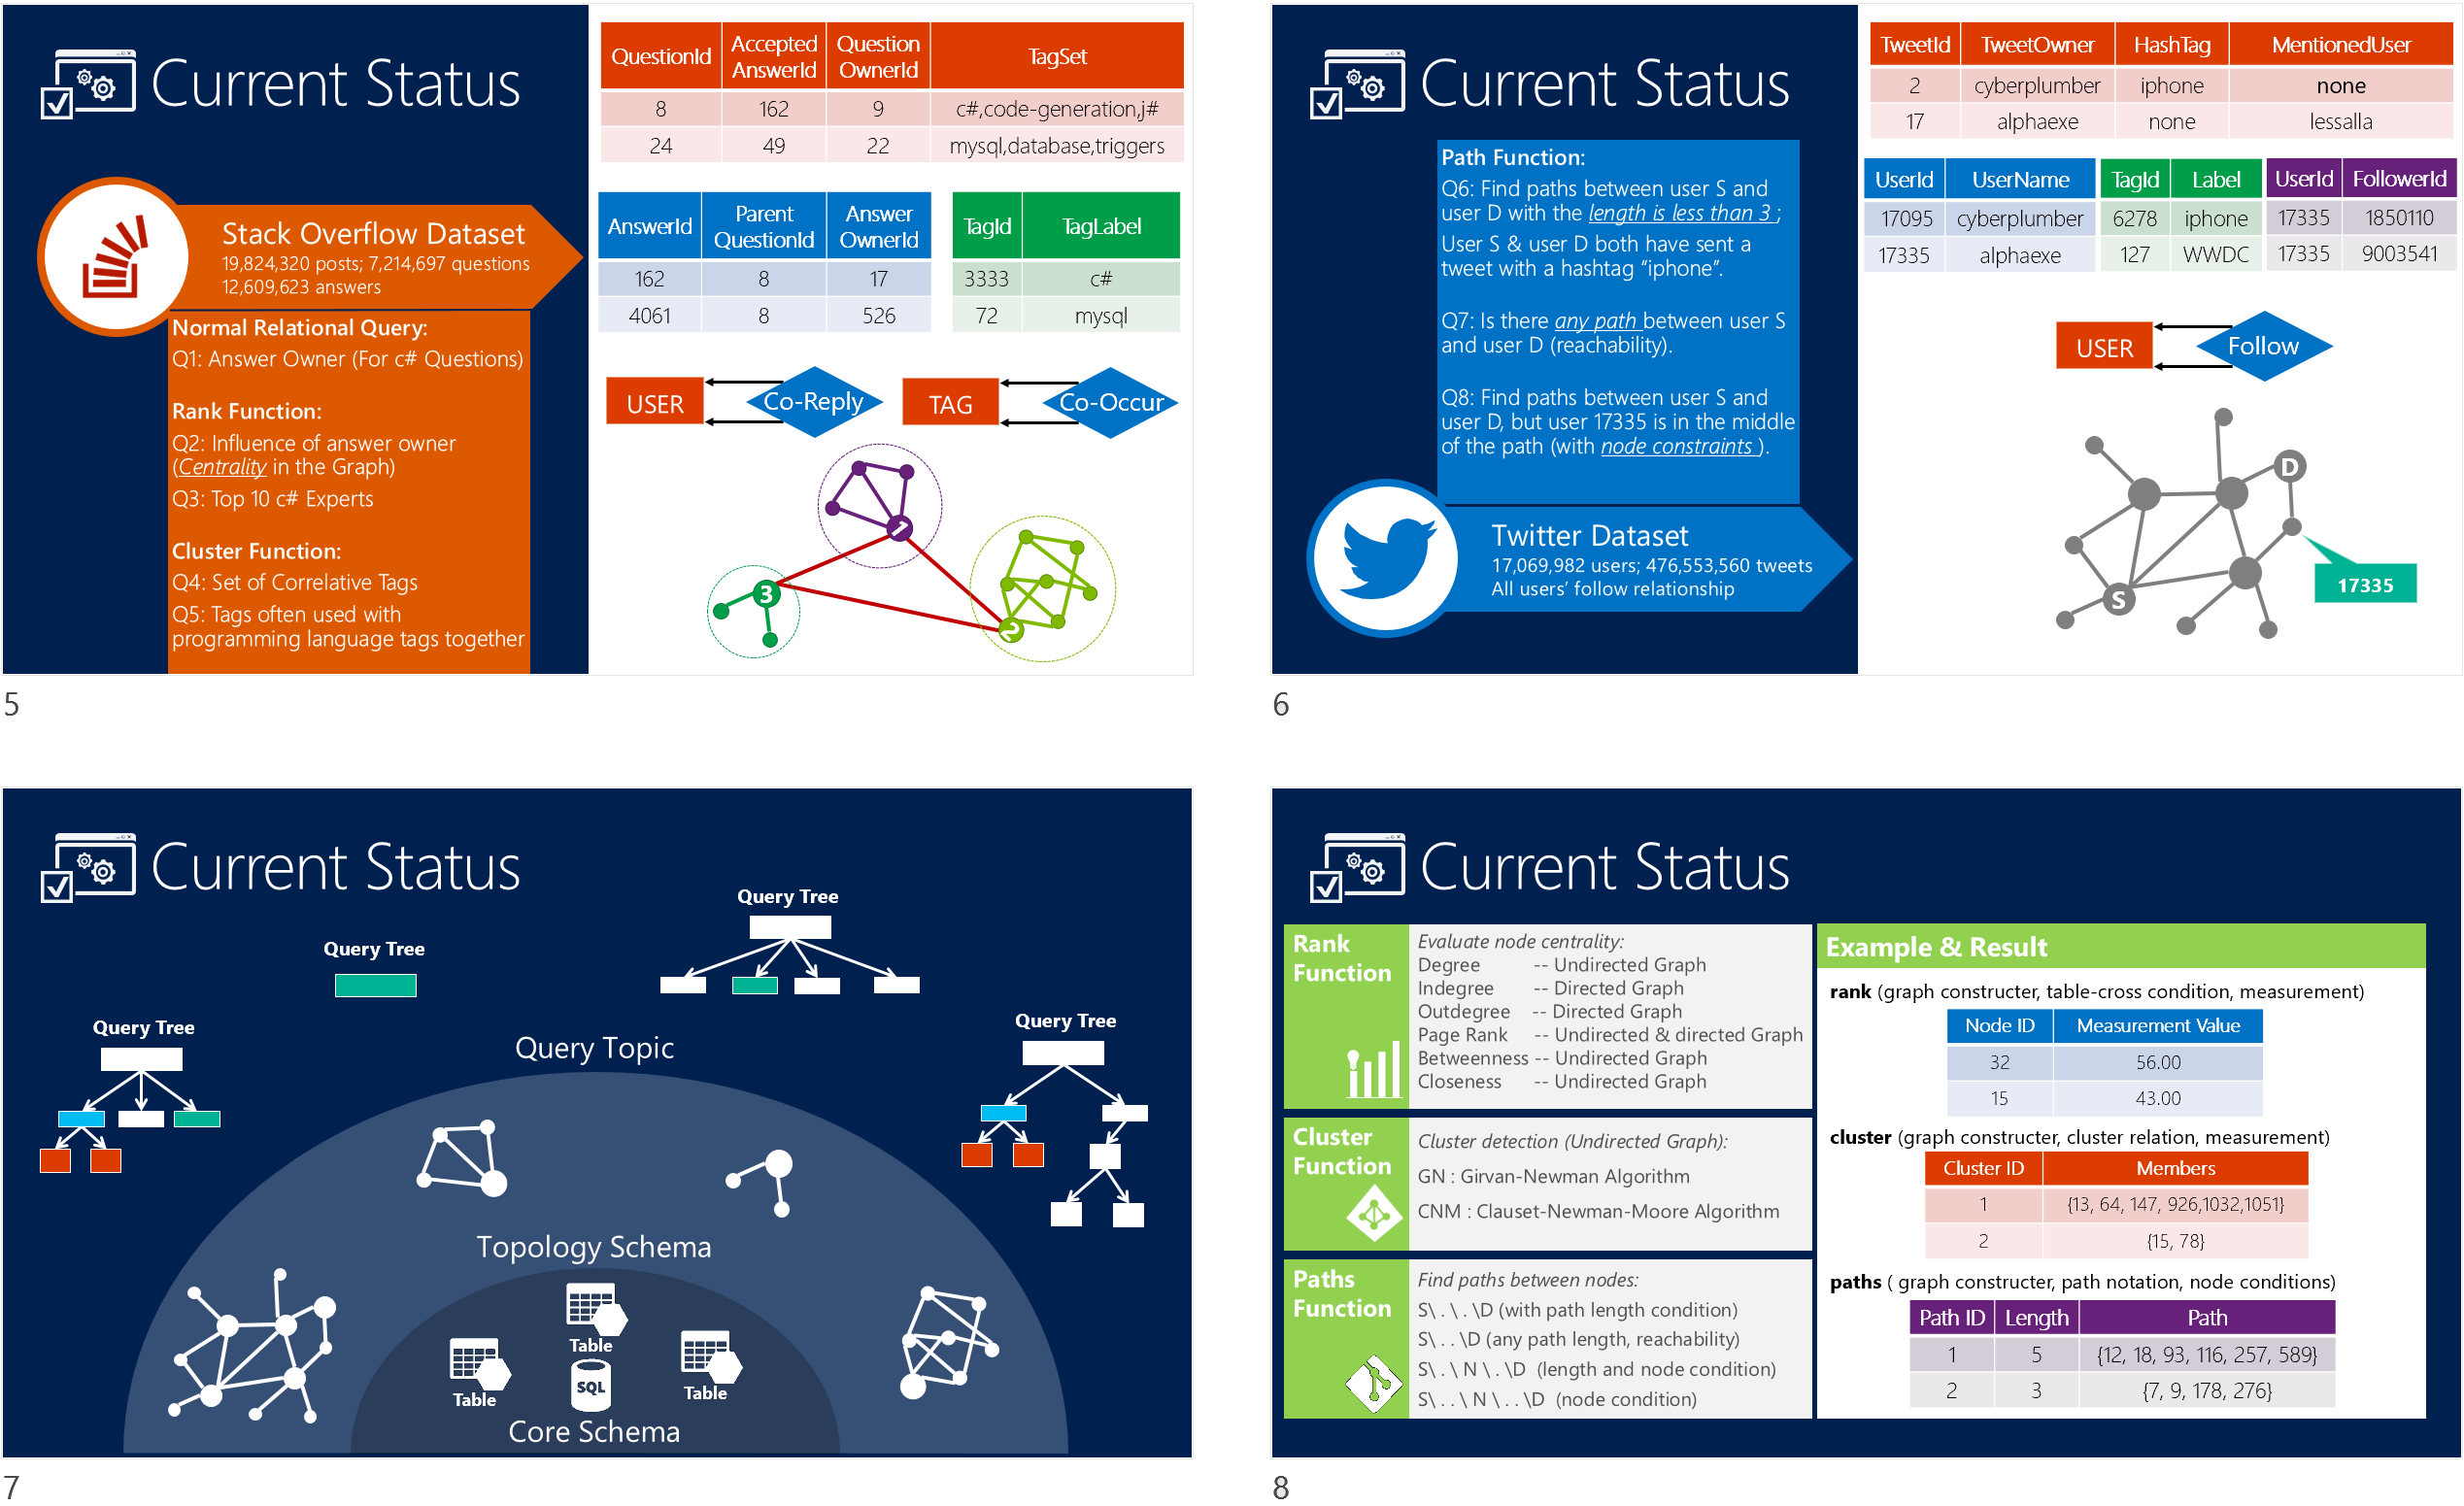 Current Status
Stack Overflow Dataset
19,824,320 posts; 7,214,697 questions
12,609,623 answers
Normal Relational Query:
Q1: Answer Owner (For c# Questions)
Rank Function:
Q2: Influence of answer owner
(Centrality in the Graph)
Q3: Top 10 c# Experts
Cluster Function:
Q4: Set of Correlative Tags
Q5: Tags often used with
programming language tags together
QuestionId Accepted AnswerId Question OwnerId TagSet
8 162 9 c#,code-generation,j#
24 49 22 mysql,database,triggers
AnswerId Parent QuestionId Answer OwnerId
162 8 17
4061 8 526
TagId TagLabel
3333 c#
72 mysql
USER Co-Reply
TAG Co-Occur
1
3
2
5
Current Status
Path Function:
Q6: Find paths between user S and
user D with the length is less than 3 ;
User S & user D both have sent a
tweet with a hashtag “iphone”.
Q7: Is there any path between user S
and user D (reachability).
Q8: Find paths between user S and
user D, but user 17335 is in the middle
of the path (with node constraints ).
Twitter Dataset
17,069,982 users; 476,553,560 tweets
All users’ follow relationship
TweetId TweetOwner HashTag MentionedUser
2 cyberplumber iphone none
17 alphaexe none lessalla
UserId UserName
17095 cyberplumber
17335 alphaexe
TagId Label
6278 iphone
127 WWDC
UserId FollowerId
17335 1850110
17335 9003541
USER Follow
D
17335
S
6
Current Status
Query Tree
Query Tree
Query Tree
Query Tree
Query Topic
Topology Schema
Table
Table
Table
SQL
Core Schema
7
Current Status
Rank
Function
Evaluate node centrality:
Degree -- Undirected Graph
Indegree -- Directed Graph
Outdegree -- Directed Graph
Page Rank -- Undirected & directed Graph
Betweenness -- Undirected Graph
Closeness -- Undirected Graph
Cluster
Function
Cluster detection (Undirected Graph):
GN : Girvan-Newman Algorithm
CNM : Clauset-Newman-Moore Algorithm
Paths
Function
Find paths between nodes:
S\ . \ . \D (with path length condition)
S\ . . \D (any path length, reachability)
S\ . \ N \ . \D (length and node condition)
S\ . . \ N \ . . \D (node condition)
Example & Result
rank (graph constructer, table-cross condition, measurement)
Node ID Measurement Value
32 56.00
15 43.00
cluster (graph constructer, cluster relation, measurement)
Cluster ID Members
1 {13, 64, 147, 926,1032,1051}
2 {15, 78}
paths ( graph constructer, path notation, node conditions)
Path ID Length Path
1 5 {12, 18, 93, 116, 257, 589}
2 3 {7, 9, 178, 276}
8